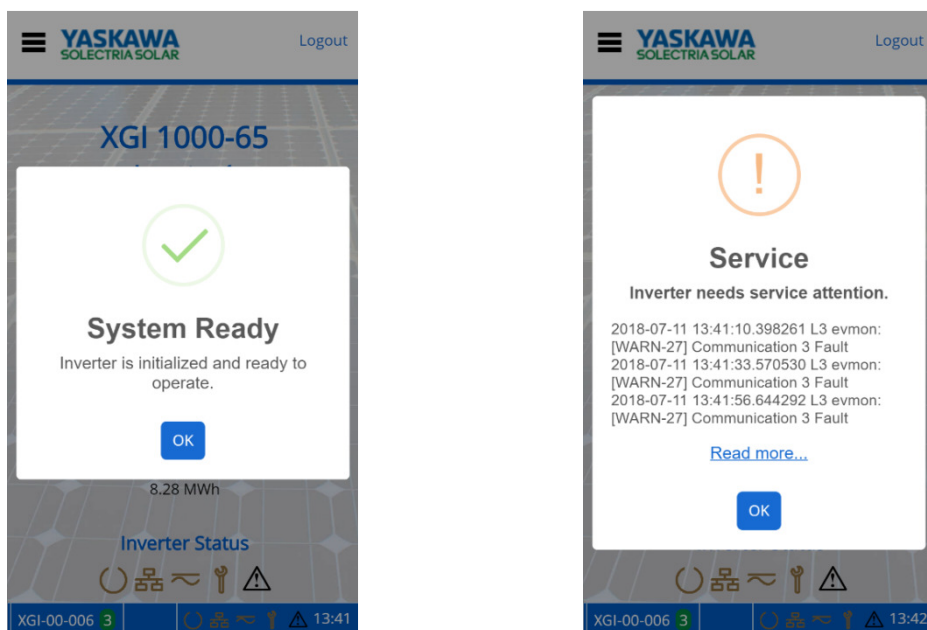 YASKAWA
SOLECTRIA SOLAR
Logout
XGI 1000-65
System Ready
Inverter is initialized and ready to
operate.
OK
8.28 MWh
Inverter Status
XGI-00-006 3
13:41
YASKAWA
SOLECTRIA SOLAR
Logout
!
Service
Inverter needs service attention.
2018-07-11 13:41:10.398261 L3 evmon:
[WARN-27] Communication 3 Fault
2018-07-11 13:41:33.570530 L3 evmon:
[WARN-27] Communication 3 Fault
2018-07-11 13:41:56.644292 L3 evmon:
[WARN-27] Communication 3 Fault
Read more...
OK
XGI-00-006 3
13:42